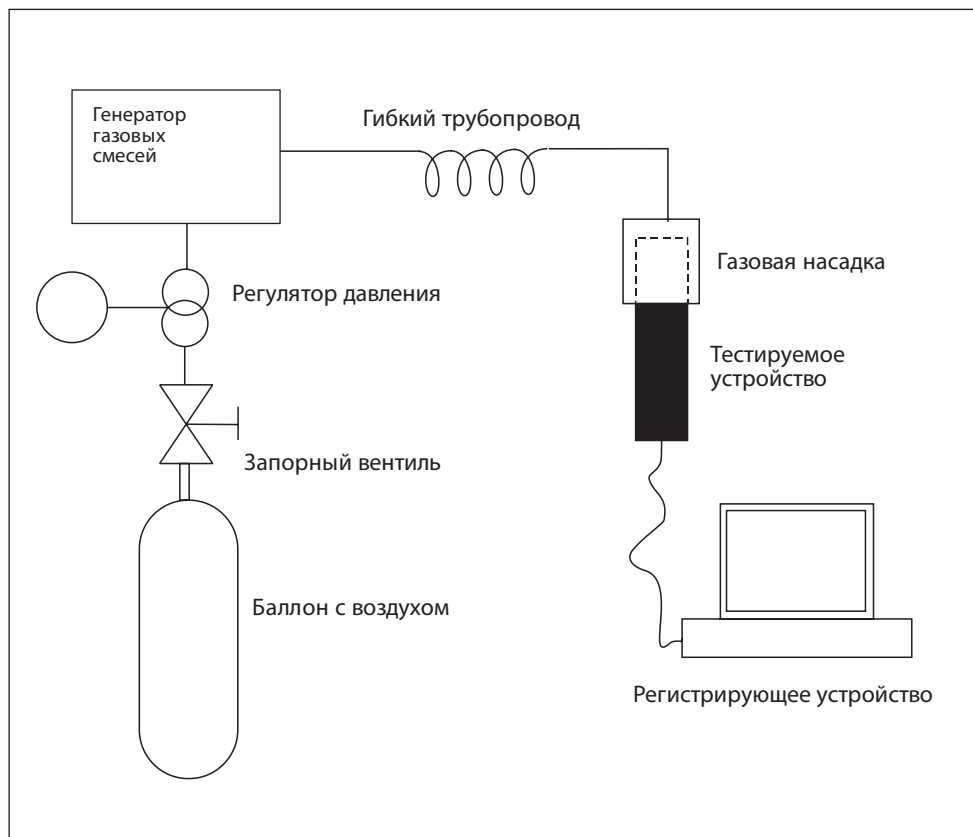 Генератор
газовых
смесей
Гибкий трубопровод
Газовая насадка
Регулятор давления
Тестируемое
устройство
Запорный вентиль
Баллон с воздухом
Регистрирующее устройство